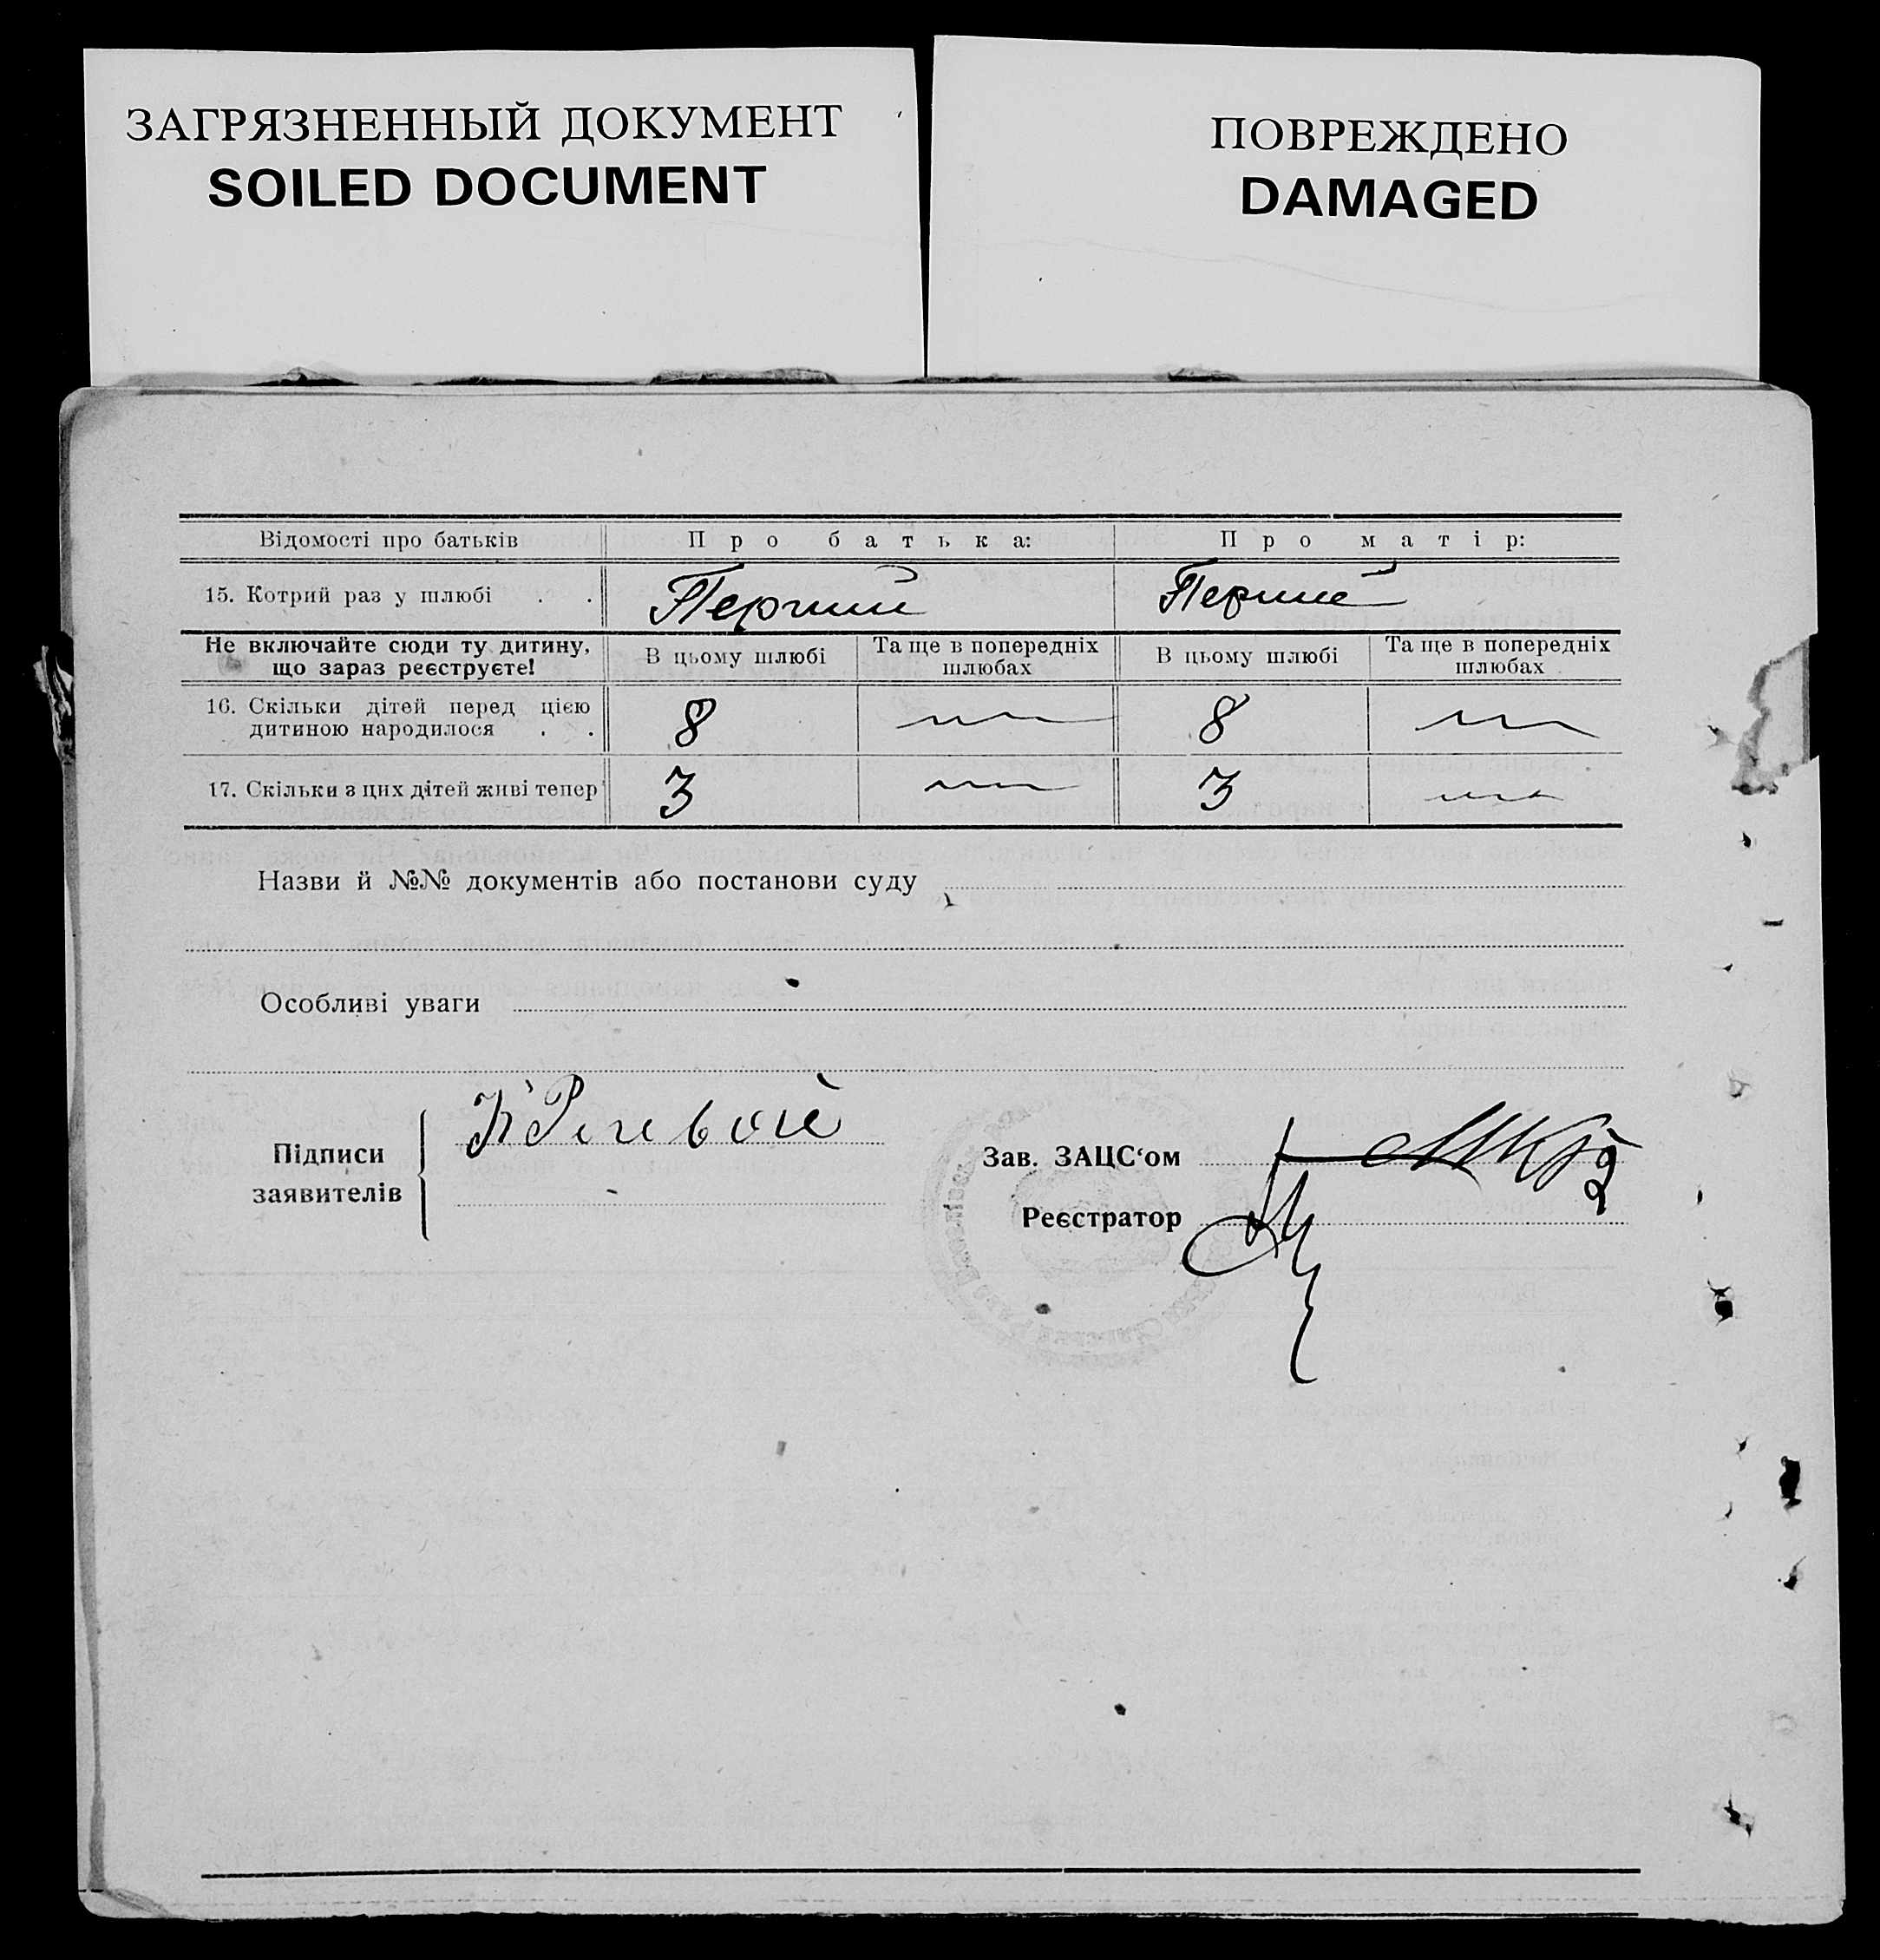 ЗАГРЯЗНЕННЫЙ ДОКУМЕНТ
SOILED DOCUMENT
ПОВРЕЖДЕНО
DAMAGED
Відомості про батьків Про батька: Про матір:
15. Котрий раз у шлюбі . . Перший Перший
Не включайте сюди ту дитину, що зараз реєструєте! В цьому шлюбі Та ще в попередніх шлюбах В цьому шлюбі Та ще в попередніх шлюбах
16. Скільки дітей перед цією дитиною народилося . . 8 — 8 —
17. Скільки з цих дітей живі тепер 3 — 3 —
Назви й №№ документів або постанови суду
Особливі уваги
Підписи заявителів
Зав. ЗАЦС‘ом
Реєстратор